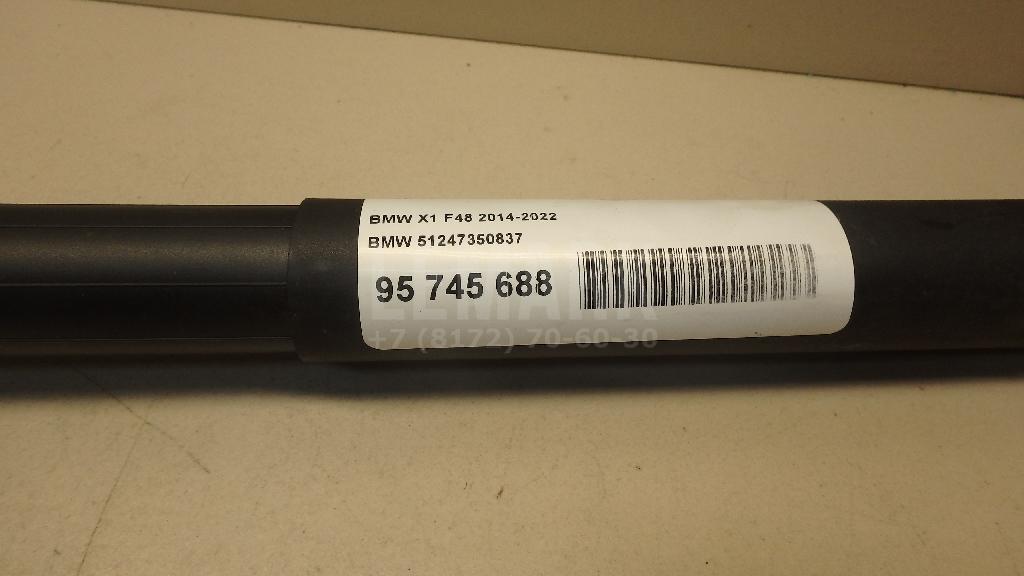 BMW X1 F48 2014-2022
BMW 51247350837
95 745 688
+7 (8172) 70-60-30